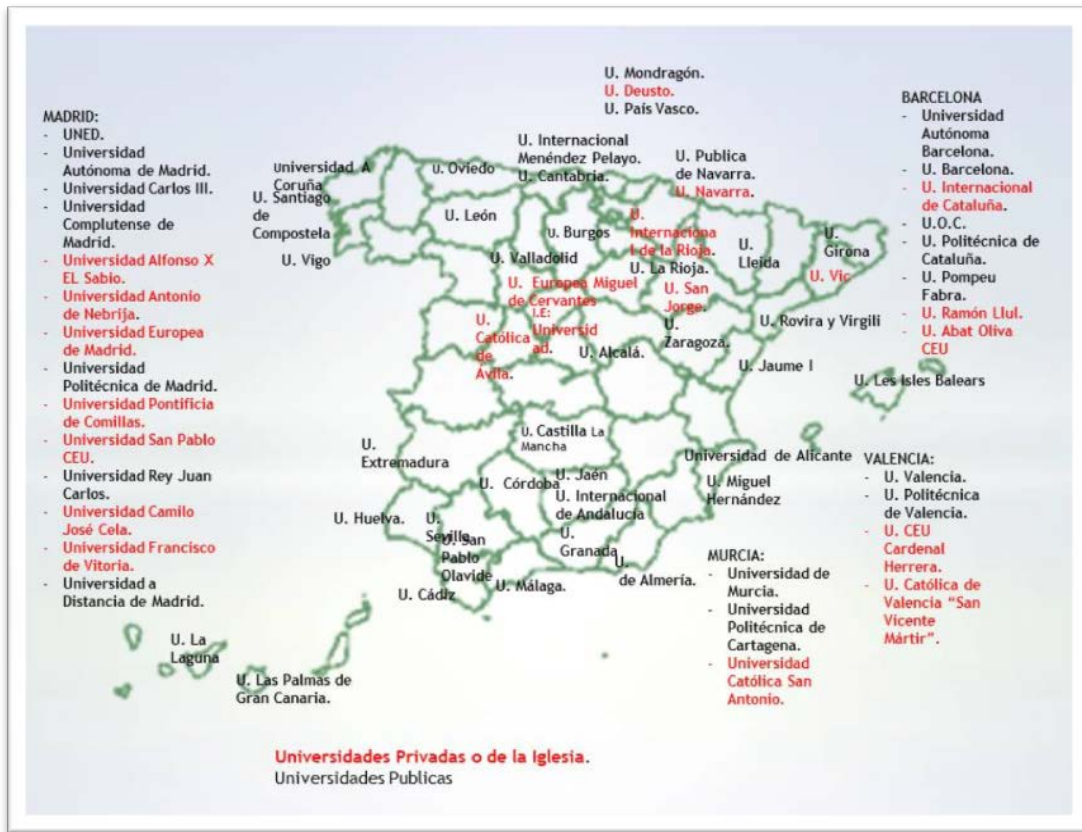 U. Mondragón.
U. Deusto.
U. País Vasco.
MADRID:
- UNED.
- Universidad
Autónoma de Madrid.
- Universidad Carlos III.
- Universidad
Complutense de
Madrid.
- Universidad Alfonso X
EL Sabio.
- Universidad Antonio
de Nebrija.
- Universidad Europea
de Madrid.
- Universidad
Politécnica de Madrid.
- Universidad Pontificia
de Comillas.
- Universidad San Pablo
CEU.
- Universidad Rey Juan
Carlos.
- Universidad Camilo
José Cela.
- Universidad Francisco
de Vitoria.
- Universidad a
Distancia de Madrid.
Universidad A
Coruña
U. Santiago
de
Compostela
U. Vigo
U. Oviedo
U. Internacional
Menéndez Pelayo.
U. Cantabria.
U. Publica
de Navarra.
U. Navarra.
U. León
U. Burgos
U.
Internaciona
l de la Rioja.
U. La Rioja.
U.
Lleida
U.
Girona
U. Vic
U. Valladolid
U. Europea Miguel
de Cervantes
U. San
Jorge.
U.
Católica
de
Ávila.
I.E:
Universid
ad.
U. Alcalá.
U.
Zaragoza.
U. Rovira y Virgili
U. Jaume I
U. Les Isles Balears
U.
Extremadura
U. Castilla La
Mancha
Universidad de Alicante
U. Miguel
Hernández
U. Córdoba
U. Jaén
U. Internacional
de Andalucía
U. Huelva.
U.
Sevilla
U. San
Pablo
Olavide
U.
Granada
U.
de Almería.
U. Cádiz
U. Málaga.
U. La
Laguna
U. Las Palmas de
Gran Canaria.
BARCELONA
- Universidad
Autónoma
Barcelona.
- U. Barcelona.
- U. Internacional
de Cataluña.
- U.O.C.
- U. Politécnica de
Cataluña.
- U. Pompeu
Fabra.
- U. Ramón Llul.
- U. Abat Oliva
CEU
VALENCIA:
- U. Valencia.
- U. Politécnica
de Valencia.
- U. CEU
Cardenal
Herrera.
- U. Católica de
Valencia “San
Vicente
Mártir”.
MURCIA:
- Universidad de
Murcia.
- Universidad
Politécnica de
Cartagena.
- Universidad
Católica San
Antonio.
Universidades Privadas o de la Iglesia.
Universidades Publicas